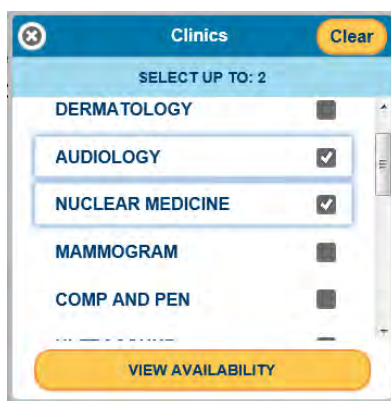 Clinics
Clear
SELECT UP TO: 2
DERMATOLOGY
AUDIOLOGY
NUCLEAR MEDICINE
MAMMOGRAM
COMP AND PEN
VIEW AVAILABILITY